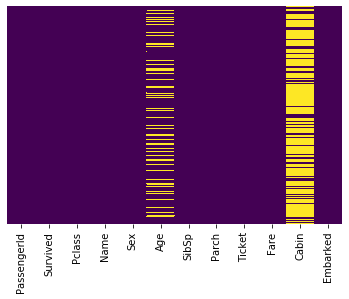 PassengerId
Survived
Pclass
Name
Sex
Age
SibSp
Parch
Ticket
Fare
Cabin
Embarked